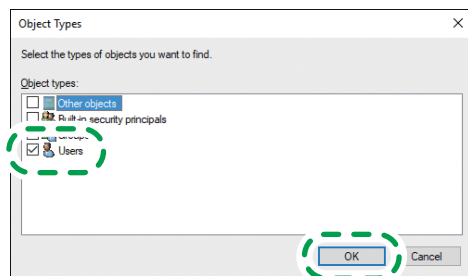 Object Types
Select the types of objects you want to find.
Object types:
Other objects
Built-in security principals
Groups
Users
OK
Cancel